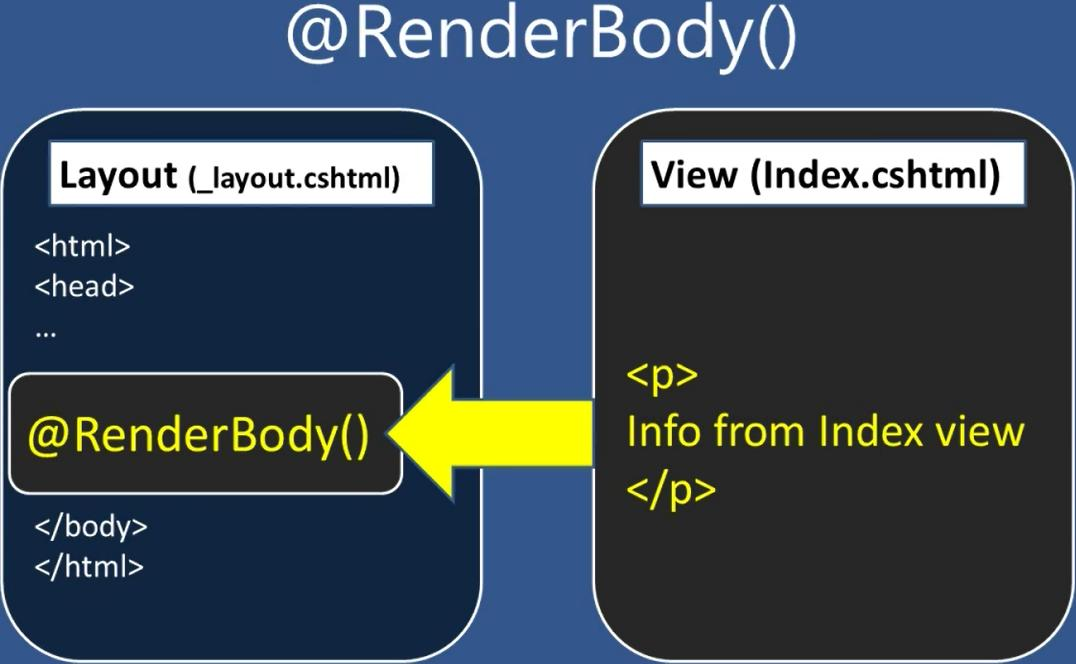 @RenderBody()
Layout (_layout.cshtml)
<html>
<head>
...
@RenderBody()
</body>
</html>
View (Index.cshtml)
<p>
Info from Index view
</p>